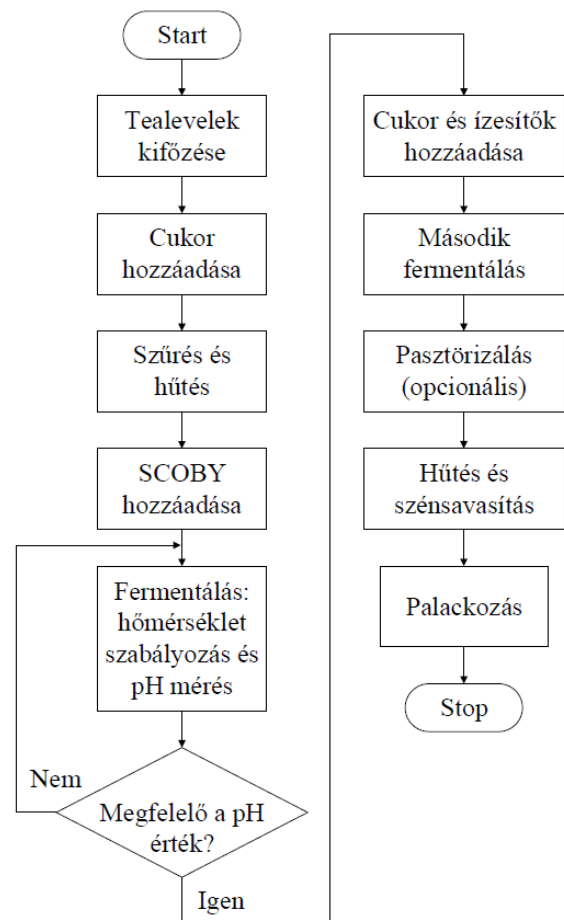 Start
Tealevelek
kifőzése
Cukor
hozzáadása
Szűrés és
hűtés
SCOBY
hozzáadása
Fermentálás:
hőmérséklet
szabályozás és
pH mérés
Nem
Megfelelő a pH
érték?
Igen
Cukor és ízesítők
hozzáadása
Második
fermentálás
Pasztörizálás
(opcionális)
Hűtés és
szénsavasítás
Palackozás
Stop